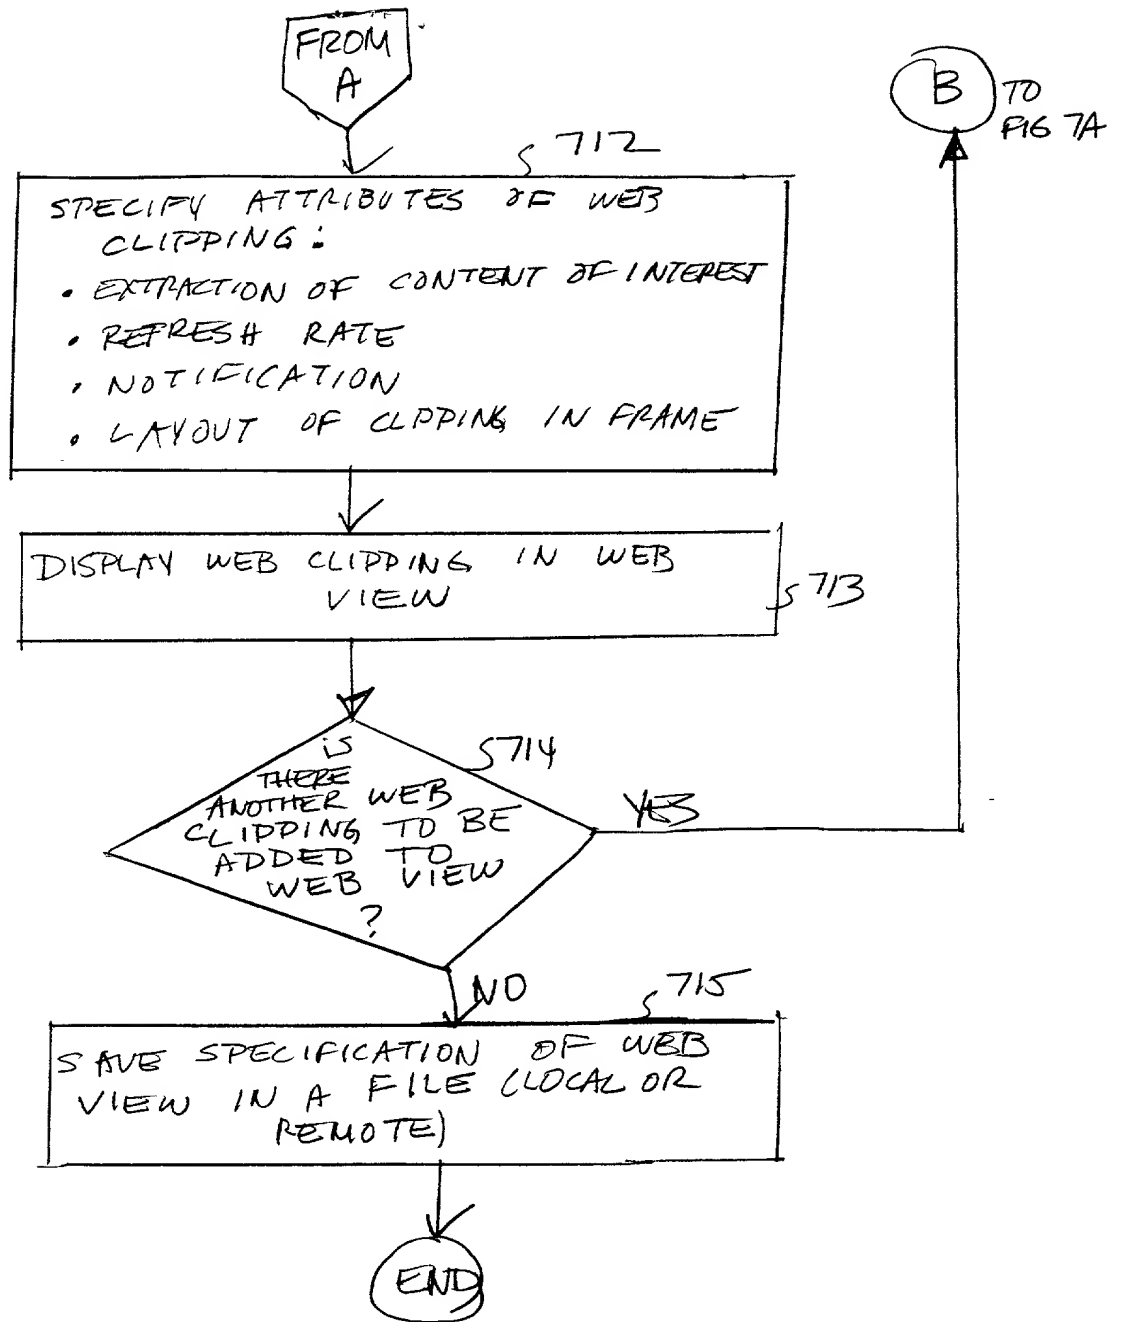 FROM
A
B
TO
FIG 7A
712
SPECIFY ATTRIBUTES OF WEB
CLIPPING:
• EXTRACTION OF CONTENT OF INTEREST
• REFRESH RATE
• NOTIFICATION
• LAYOUT OF CLIPPING IN FRAME
DISPLAY WEB CLIPPING IN WEB
VIEW
713
714
is
THERE
ANOTHER WEB
CLIPPING TO BE
ADDED TO
WEB VIEW
?
YES
NO
715
SAVE SPECIFICATION OF WEB
VIEW IN A FILE (LOCAL OR
REMOTE)
END